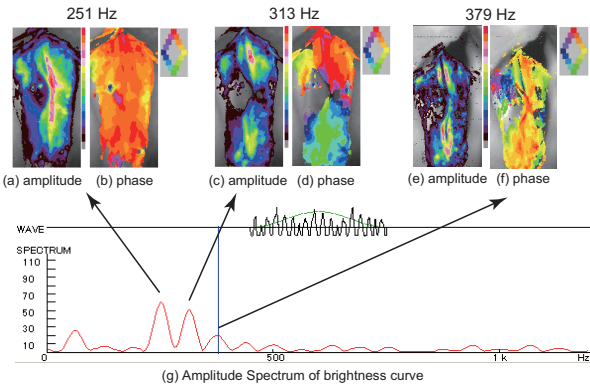 251 Hz 313 Hz 379 Hz
(a) amplitude (b) phase (c) amplitude (d) phase (e) amplitude (f) phase
WAVE
SPECTRUM
110
90
70
50
30
10
0 500 1 k Hz
(g) Amplitude Spectrum of brightness curve